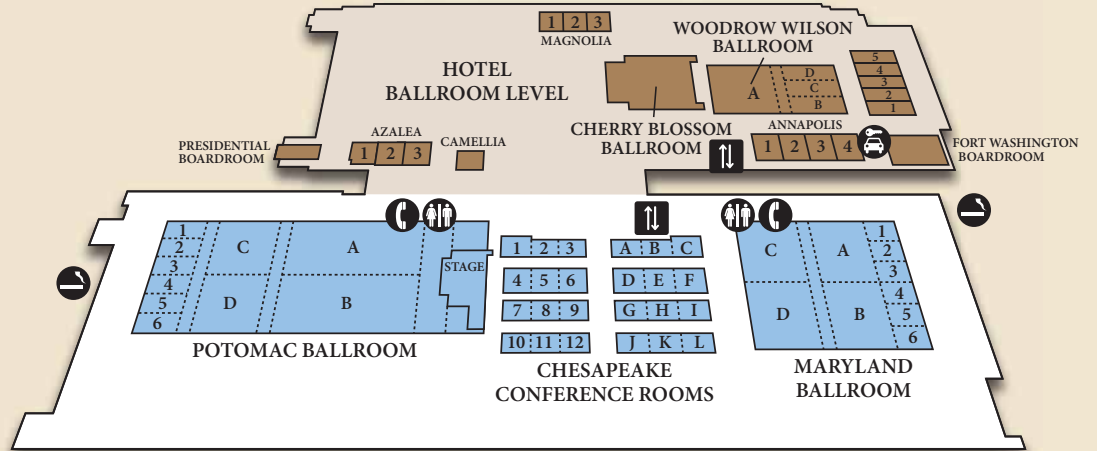 1 2 3
MAGNOLIA
WOODROW WILSON
BALLROOM
HOTEL
BALLROOM LEVEL
A
D
C
B
5
4
3
2
1
CHERRY BLOSSOM
BALLROOM
ANNAPOLIS
1 2 3 4
FORT WASHINGTON
BOARDROOM
PRESIDENTIAL
BOARDROOM
AZALEA
1 2 3
CAMELLIA
1
2
3
4
5
6
C
A
D
B
STAGE
POTOMAC BALLROOM
1 2 3
4 5 6
7 8 9
10 11 12
A B C
D E F
G H I
J K L
CHESAPEAKE
CONFERENCE ROOMS
C
A
D
B
1
2
3
4
5
6
MARYLAND
BALLROOM